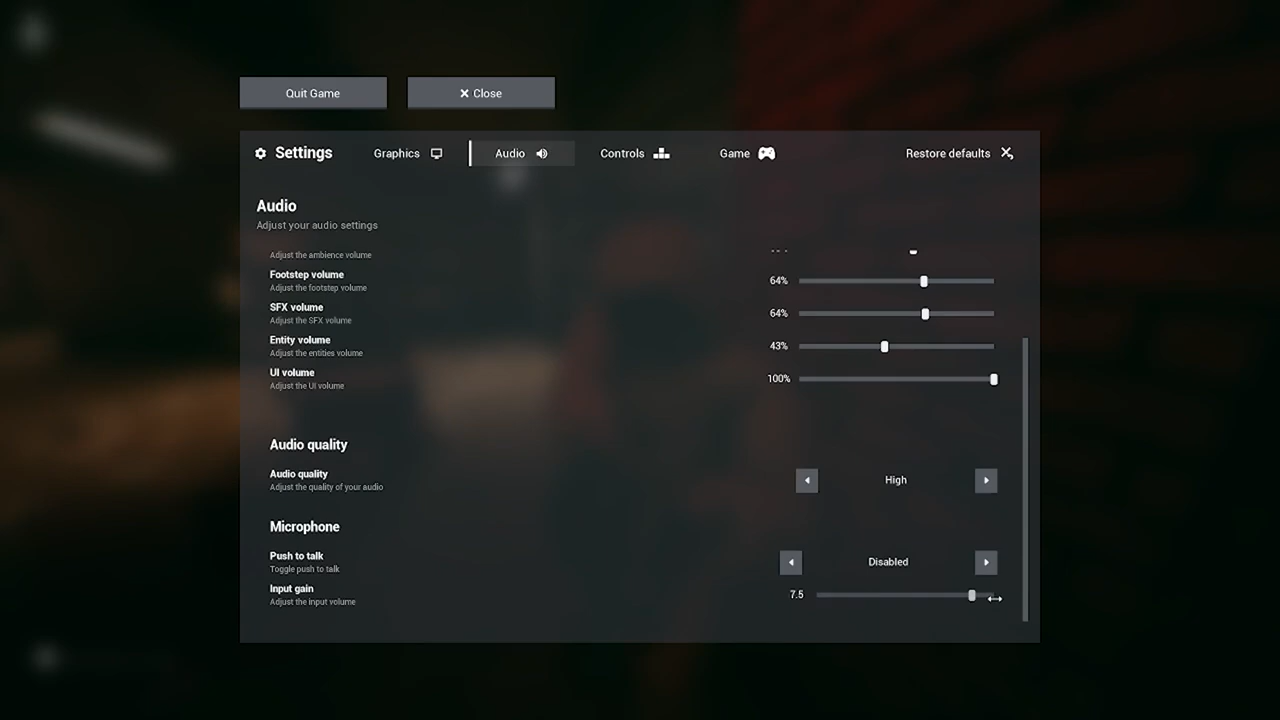 Quit Game
Close
Settings
Graphics
Audio
Controls
Game
Restore defaults
Audio
Adjust your audio settings
Adjust the ambience volume
Footstep volume
64%
Adjust the footstep volume
SFX volume
64%
Adjust the SFX volume
Entity volume
43%
Adjust the entities volume
UI volume
100%
Adjust the UI volume
Audio quality
Audio quality
High
Adjust the quality of your audio
Microphone
Push to talk
Disabled
Toggle push to talk
Input gain
7.5
Adjust the input volume